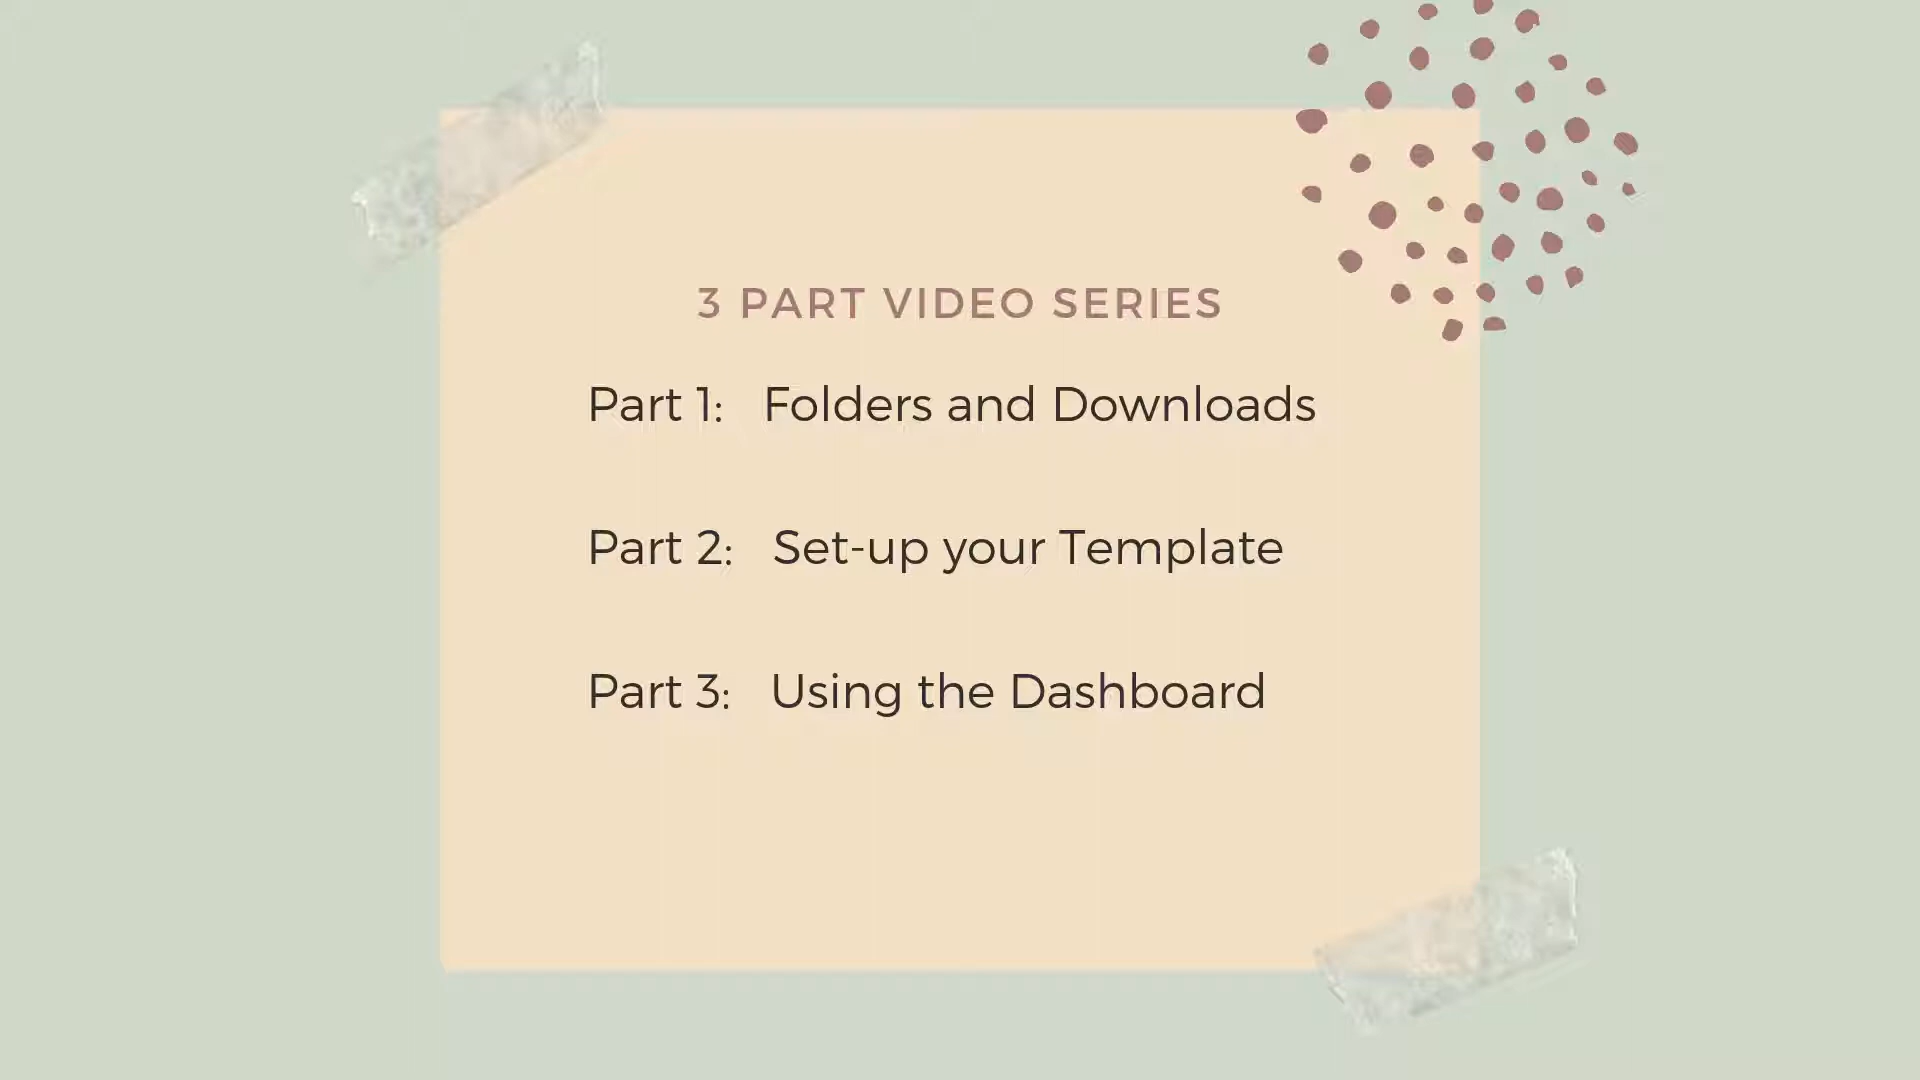 3 PART VIDEO SERIES
Part 1: Folders and Downloads
Part 2: Set-up your Template
Part 3: Using the Dashboard